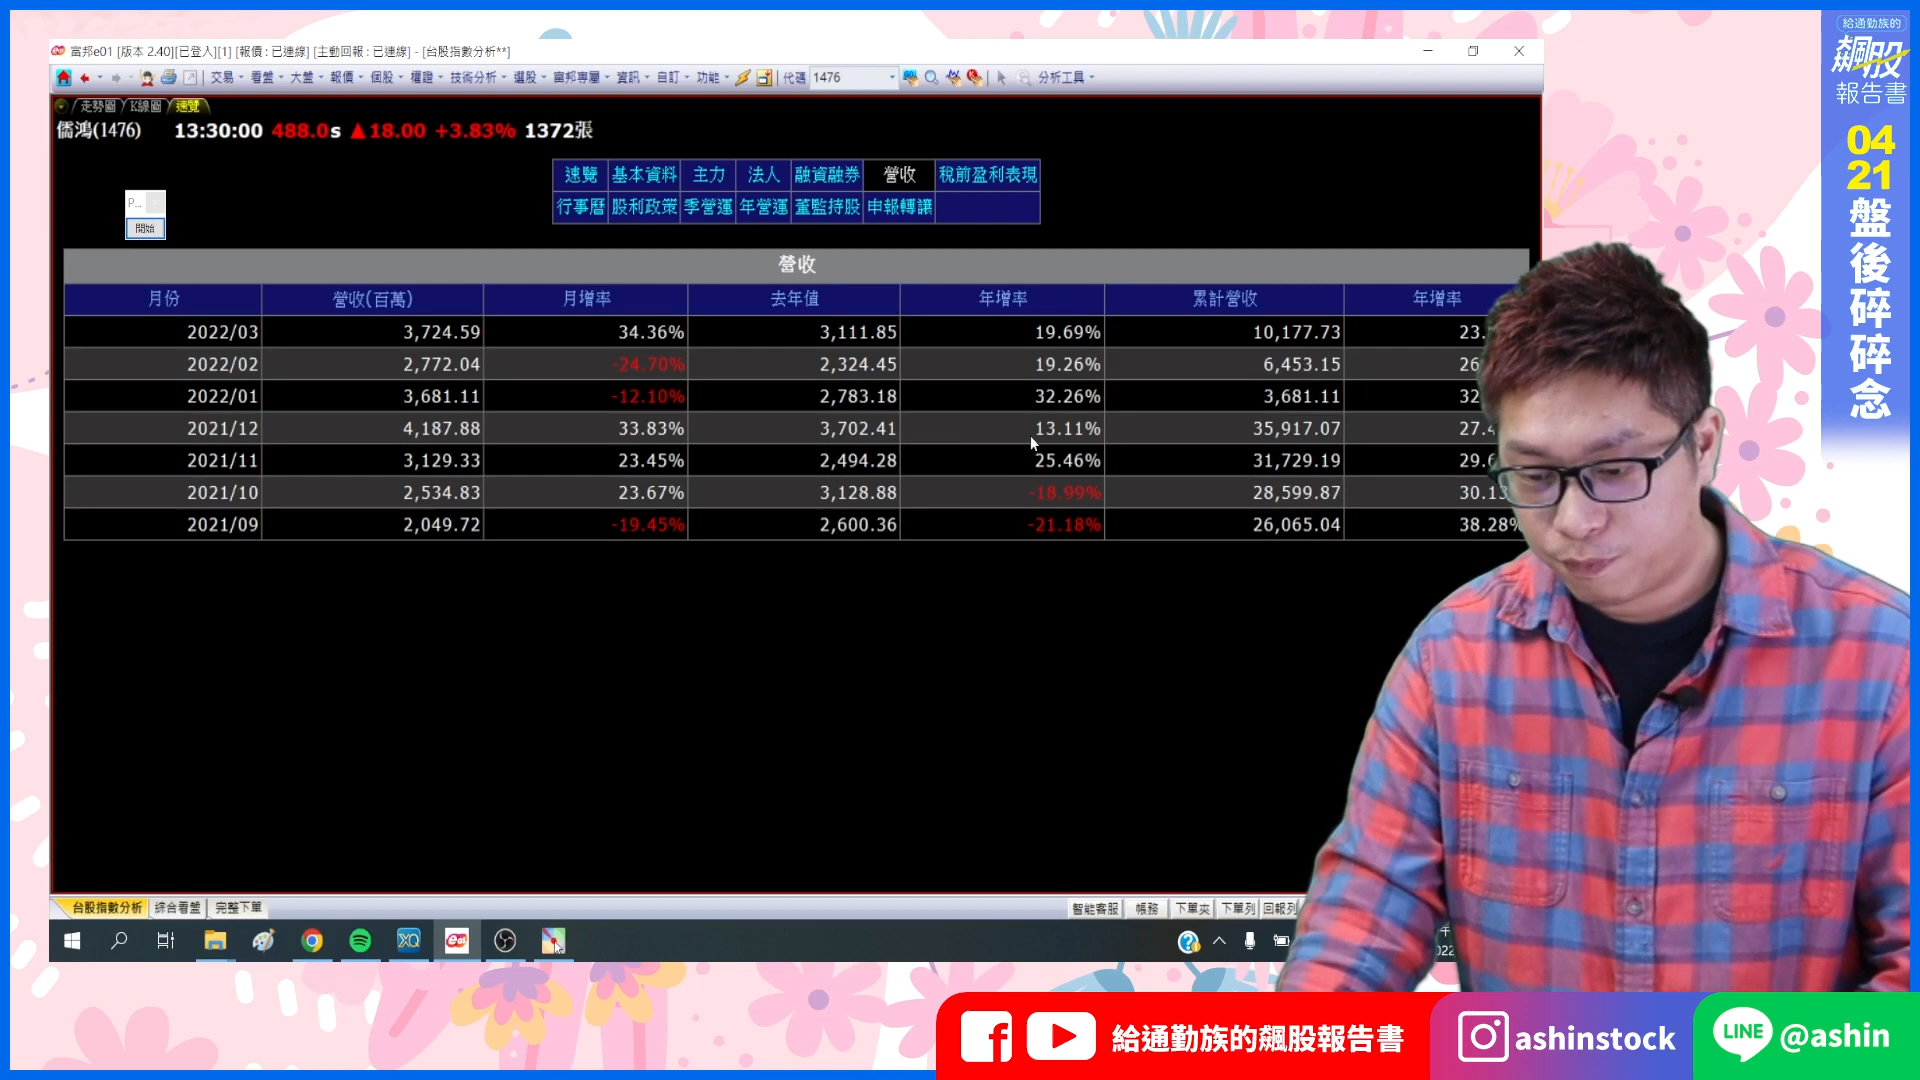 富邦e01 [版本 2.40][已登入][1] [報價 : 已連線] [主動回報 : 已連線] - [台股指數分析**]
交易 看盤 大盤 報價 個股 權證 技術分析 選股 富邦專屬 資訊 自訂 功能 代碼 1476 分析工具
走勢圖 K線圖 速覽
儒鴻(1476) 13:30:00 488.0s ▲18.00 +3.83% 1372張
速覽 基本資料 主力 法人 融資融券 營收 稅前盈利表現
行事曆 股利政策 季營運 年營運 董監持股 申報轉讓
P...
開始
營收
月份 營收(百萬) 月增率 去年值 年增率 累計營收 年增率
2022/03 3,724.59 34.36% 3,111.85 19.69% 10,177.73 23.
2022/02 2,772.04 -24.70% 2,324.45 19.26% 6,453.15 26
2022/01 3,681.11 -12.10% 2,783.18 32.26% 3,681.11 32
2021/12 4,187.88 33.83% 3,702.41 13.11% 35,917.07 27.4
2021/11 3,129.33 23.45% 2,494.28 25.46% 31,729.19 29.6
2021/10 2,534.83 23.67% 3,128.88 -18.99% 28,599.87 30.13
2021/09 2,049.72 -19.45% 2,600.36 -21.18% 26,065.04 38.28%
台股指數分析 綜合看盤 完整下單
智能客服 帳務 下單夾 下單列 回報列
XQ
給通勤族的
飆股
報告書
04
21
盤後碎碎念
給通勤族的飆股報告書
ashinstock
LINE
@ashin